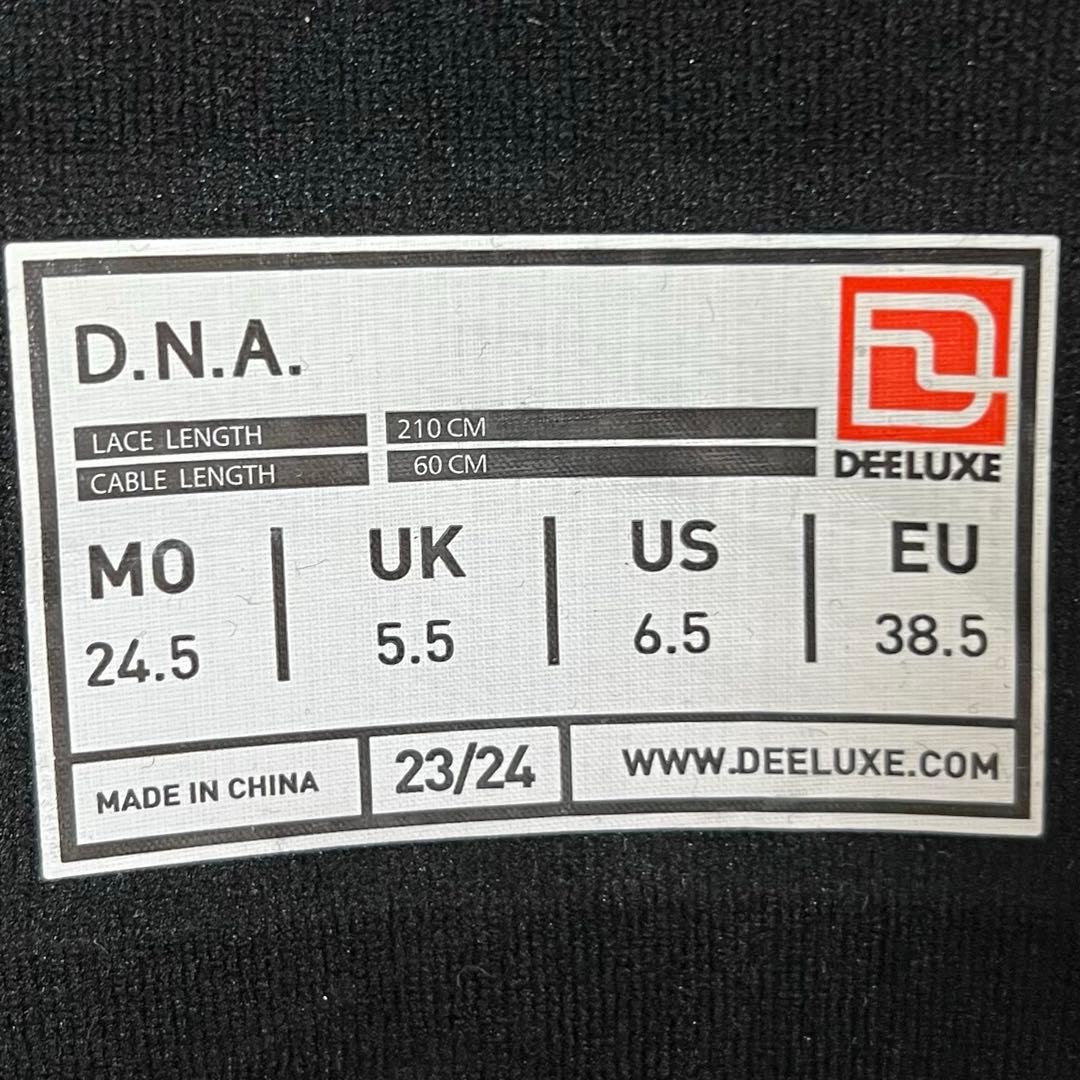 D.N.A.
LACE LENGTH 210 CM
CABLE LENGTH 60 CM
DEELUXE
MO UK US EU
24.5 5.5 6.5 38.5
MADE IN CHINA 23/24 WWW.DEELUXE.COM